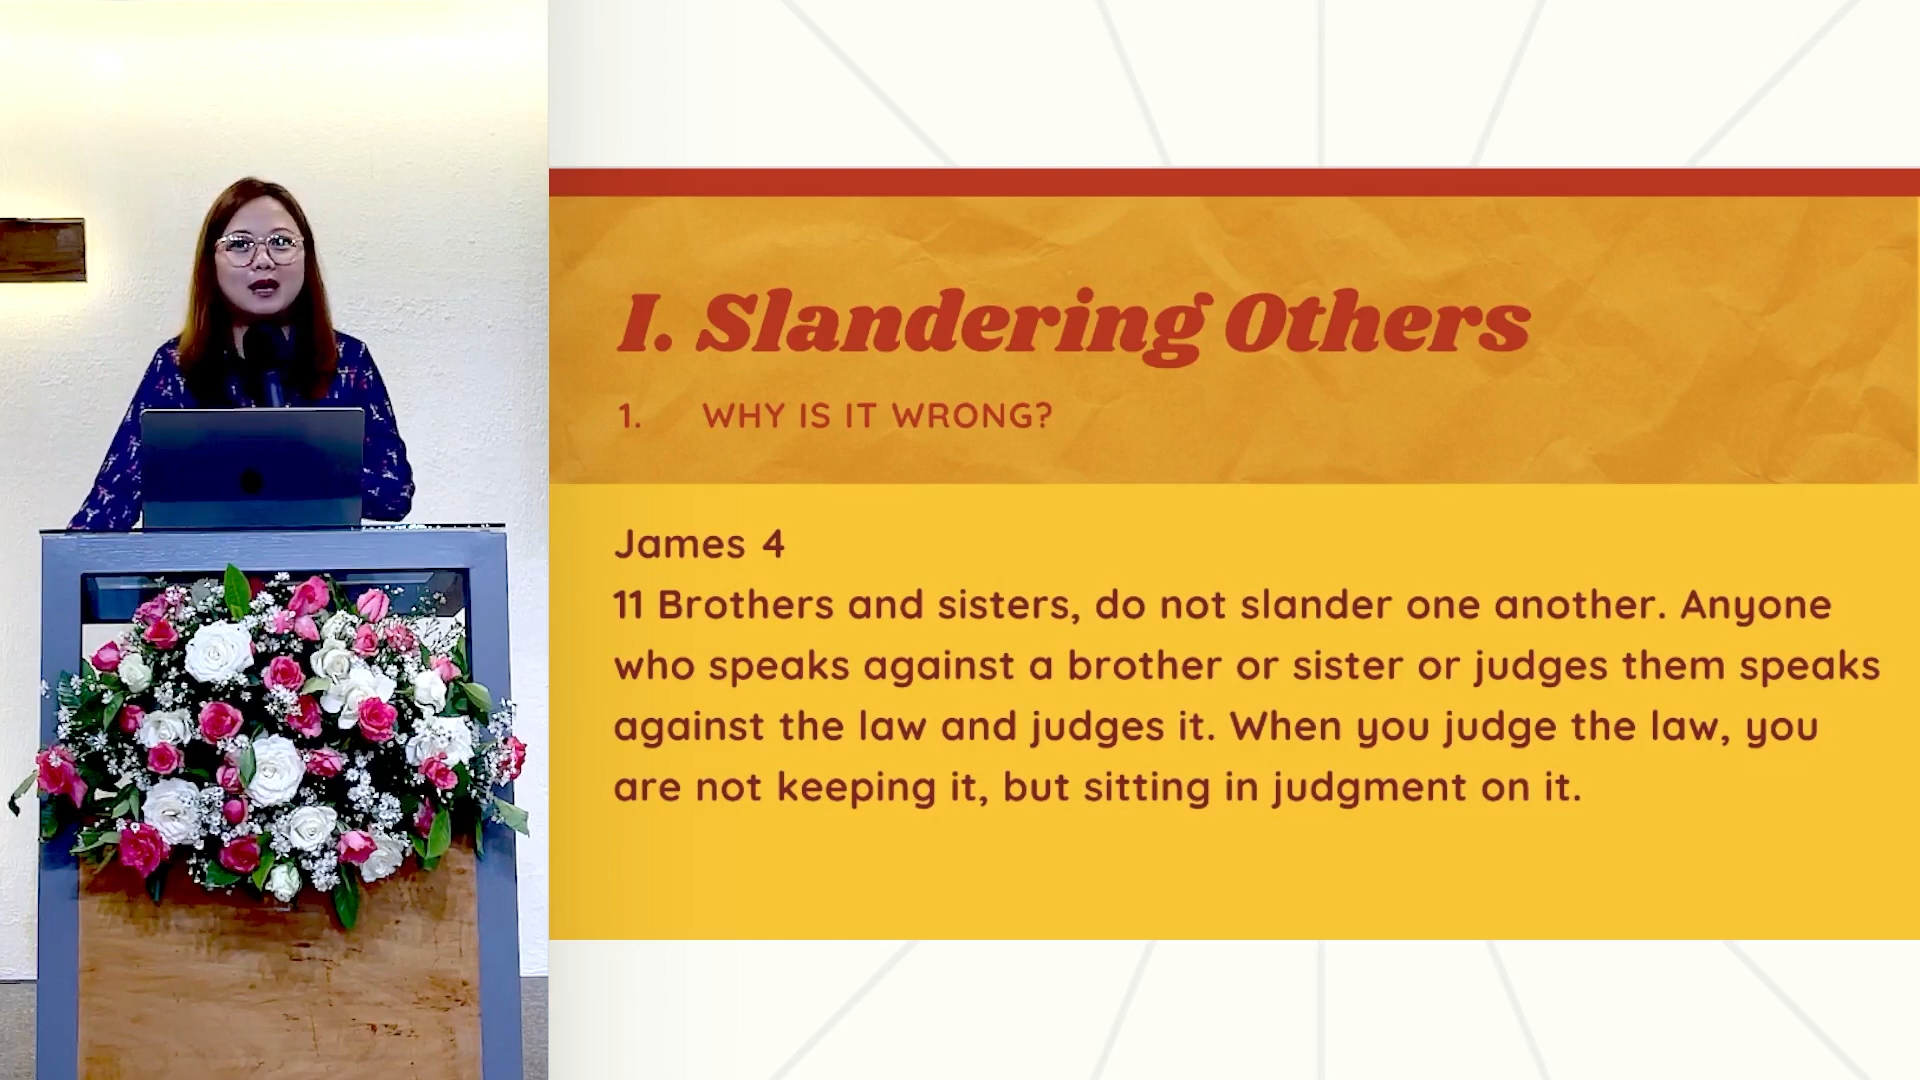 I. Slandering Others
1. WHY IS IT WRONG?
James 4
11 Brothers and sisters, do not slander one another. Anyone
who speaks against a brother or sister or judges them speaks
against the law and judges it. When you judge the law, you
are not keeping it, but sitting in judgment on it.